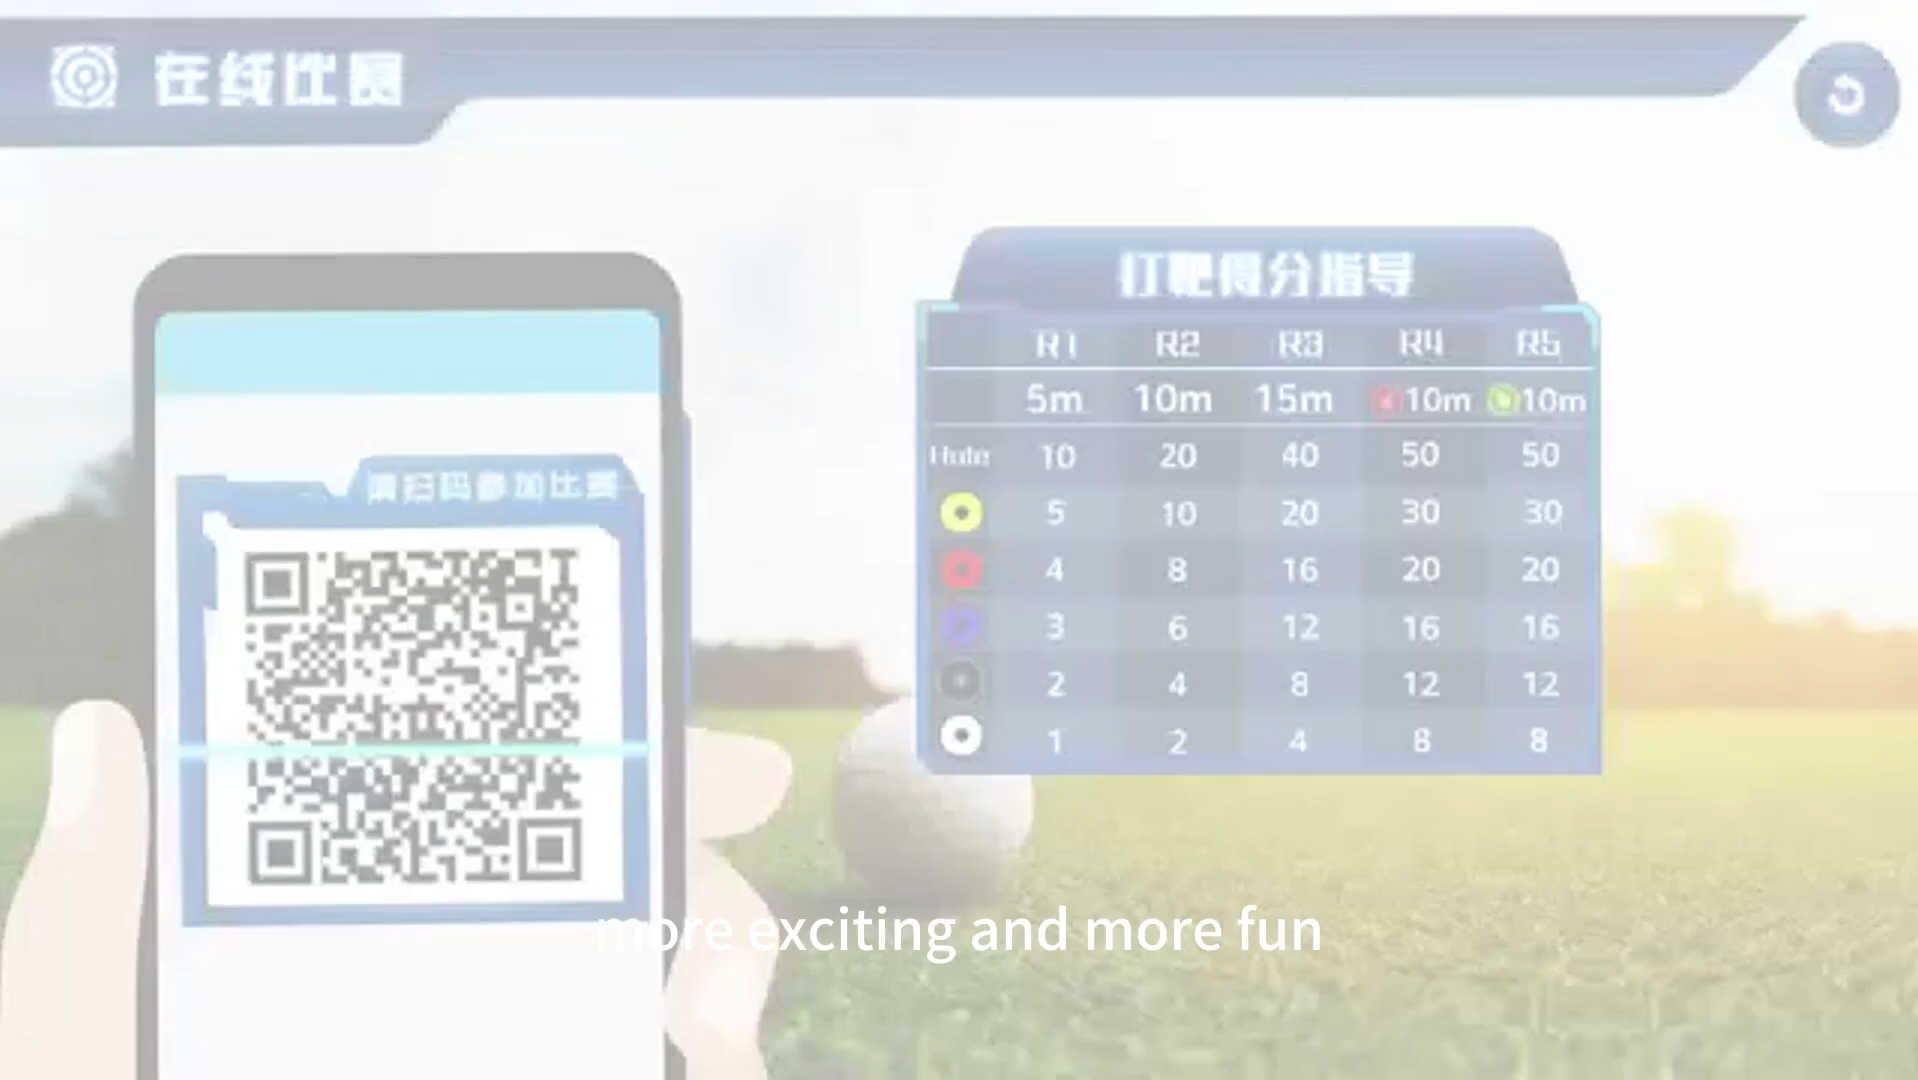 在线比赛
打靶得分指导
R1 R2 R3 R4 R5
5m 10m 15m 10m 10m
Hole 10 20 40 50 50
5 10 20 30 30
4 8 16 20 20
3 6 12 16 16
2 4 8 12 12
1 2 4 8 8
请扫码参加比赛
more exciting and more fun